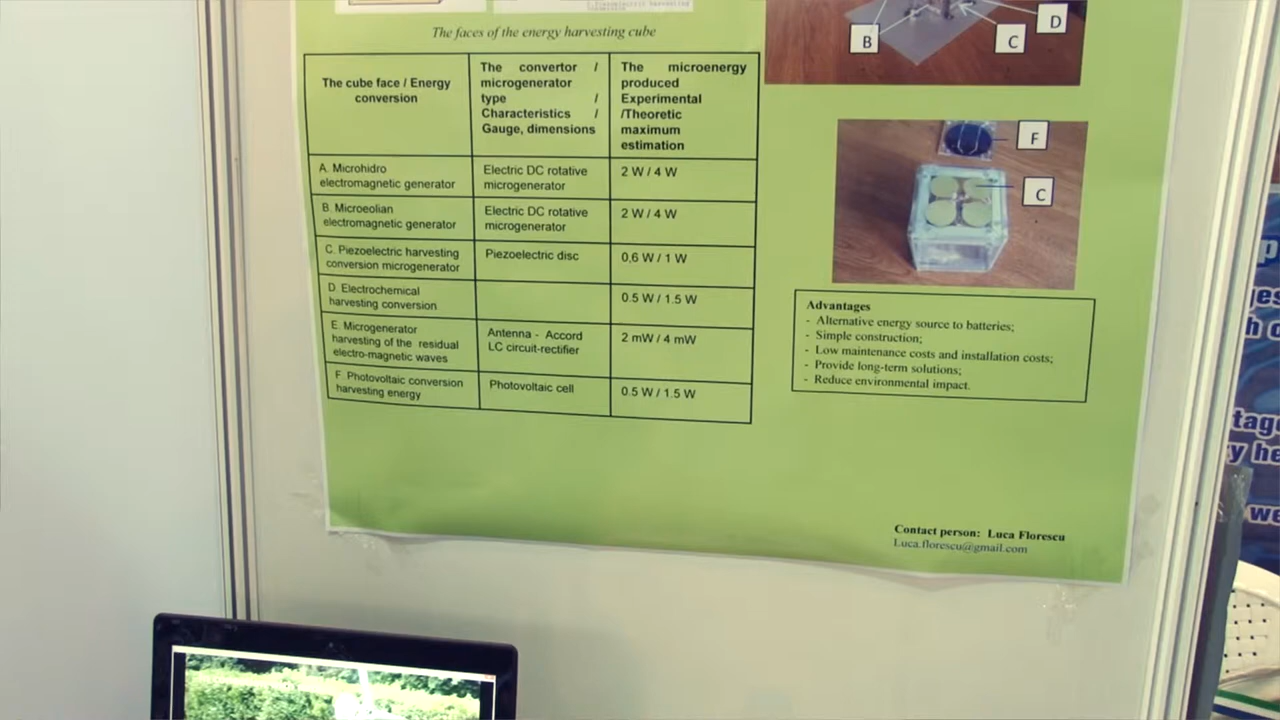 The faces of the energy harvesting cube
The cube face / Energy
conversion
The convertor /
microgenerator
type /
Characteristics /
Gauge, dimensions
The microenergy
produced
Experimental
/Theoretic
maximum
estimation
A. Microhidro
electromagnetic generator
Electric DC rotative
microgenerator
2 W / 4 W
B. Microeolian
electromagnetic generator
Electric DC rotative
microgenerator
2 W / 4 W
C. Piezoelectric harvesting
conversion microgenerator
Piezoelectric disc
0,6 W / 1 W
D. Electrochemical
harvesting conversion
0.5 W / 1.5 W
E. Microgenerator
harvesting of the residual
electro-magnetic waves
Antenna - Accord
LC circuit-rectifier
2 mW / 4 mW
F. Photovoltaic conversion
harvesting energy
Photovoltaic cell
0.5 W / 1.5 W
B
C
D
F
C
Advantages
- Alternative energy source to batteries;
- Simple construction;
- Low maintenance costs and installation costs;
- Provide long-term solutions;
- Reduce environmental impact.
Contact person: Luca Florescu
Luca.florescu@gmail.com